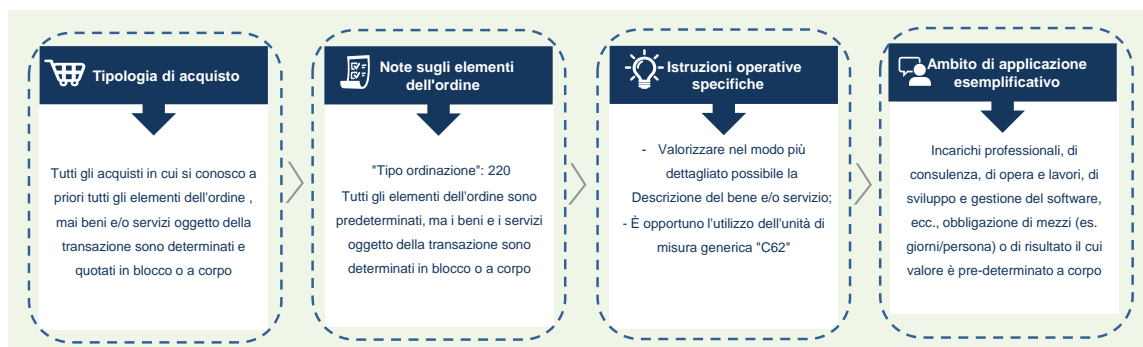 Tipologia di acquisto
Tutti gli acquisti in cui si conosco a
priori tutti gli elementi dell'ordine ,
mai beni e/o servizi oggetto della
transazione sono determinati e
quotati in blocco o a corpo
Note sugli elementi
dell'ordine
"Tipo ordinazione": 220
Tutti gli elementi dell'ordine sono
predeterminati, ma i beni e i servizi
oggetto della transazione sono
determinati in blocco o a corpo
Istruzioni operative
specifiche
- Valorizzare nel modo più
dettagliato possibile la
Descrizione del bene e/o servizio;
- È opportuno l'utilizzo dell'unità di
misura generica "C62"
Ambito di applicazione
esemplificativo
Incarichi professionali, di
consulenza, di opera e lavori, di
sviluppo e gestione del software,
ecc., obbligazione di mezzi (es.
giorni/persona) o di risultato il cui
valore è pre-determinato a corpo